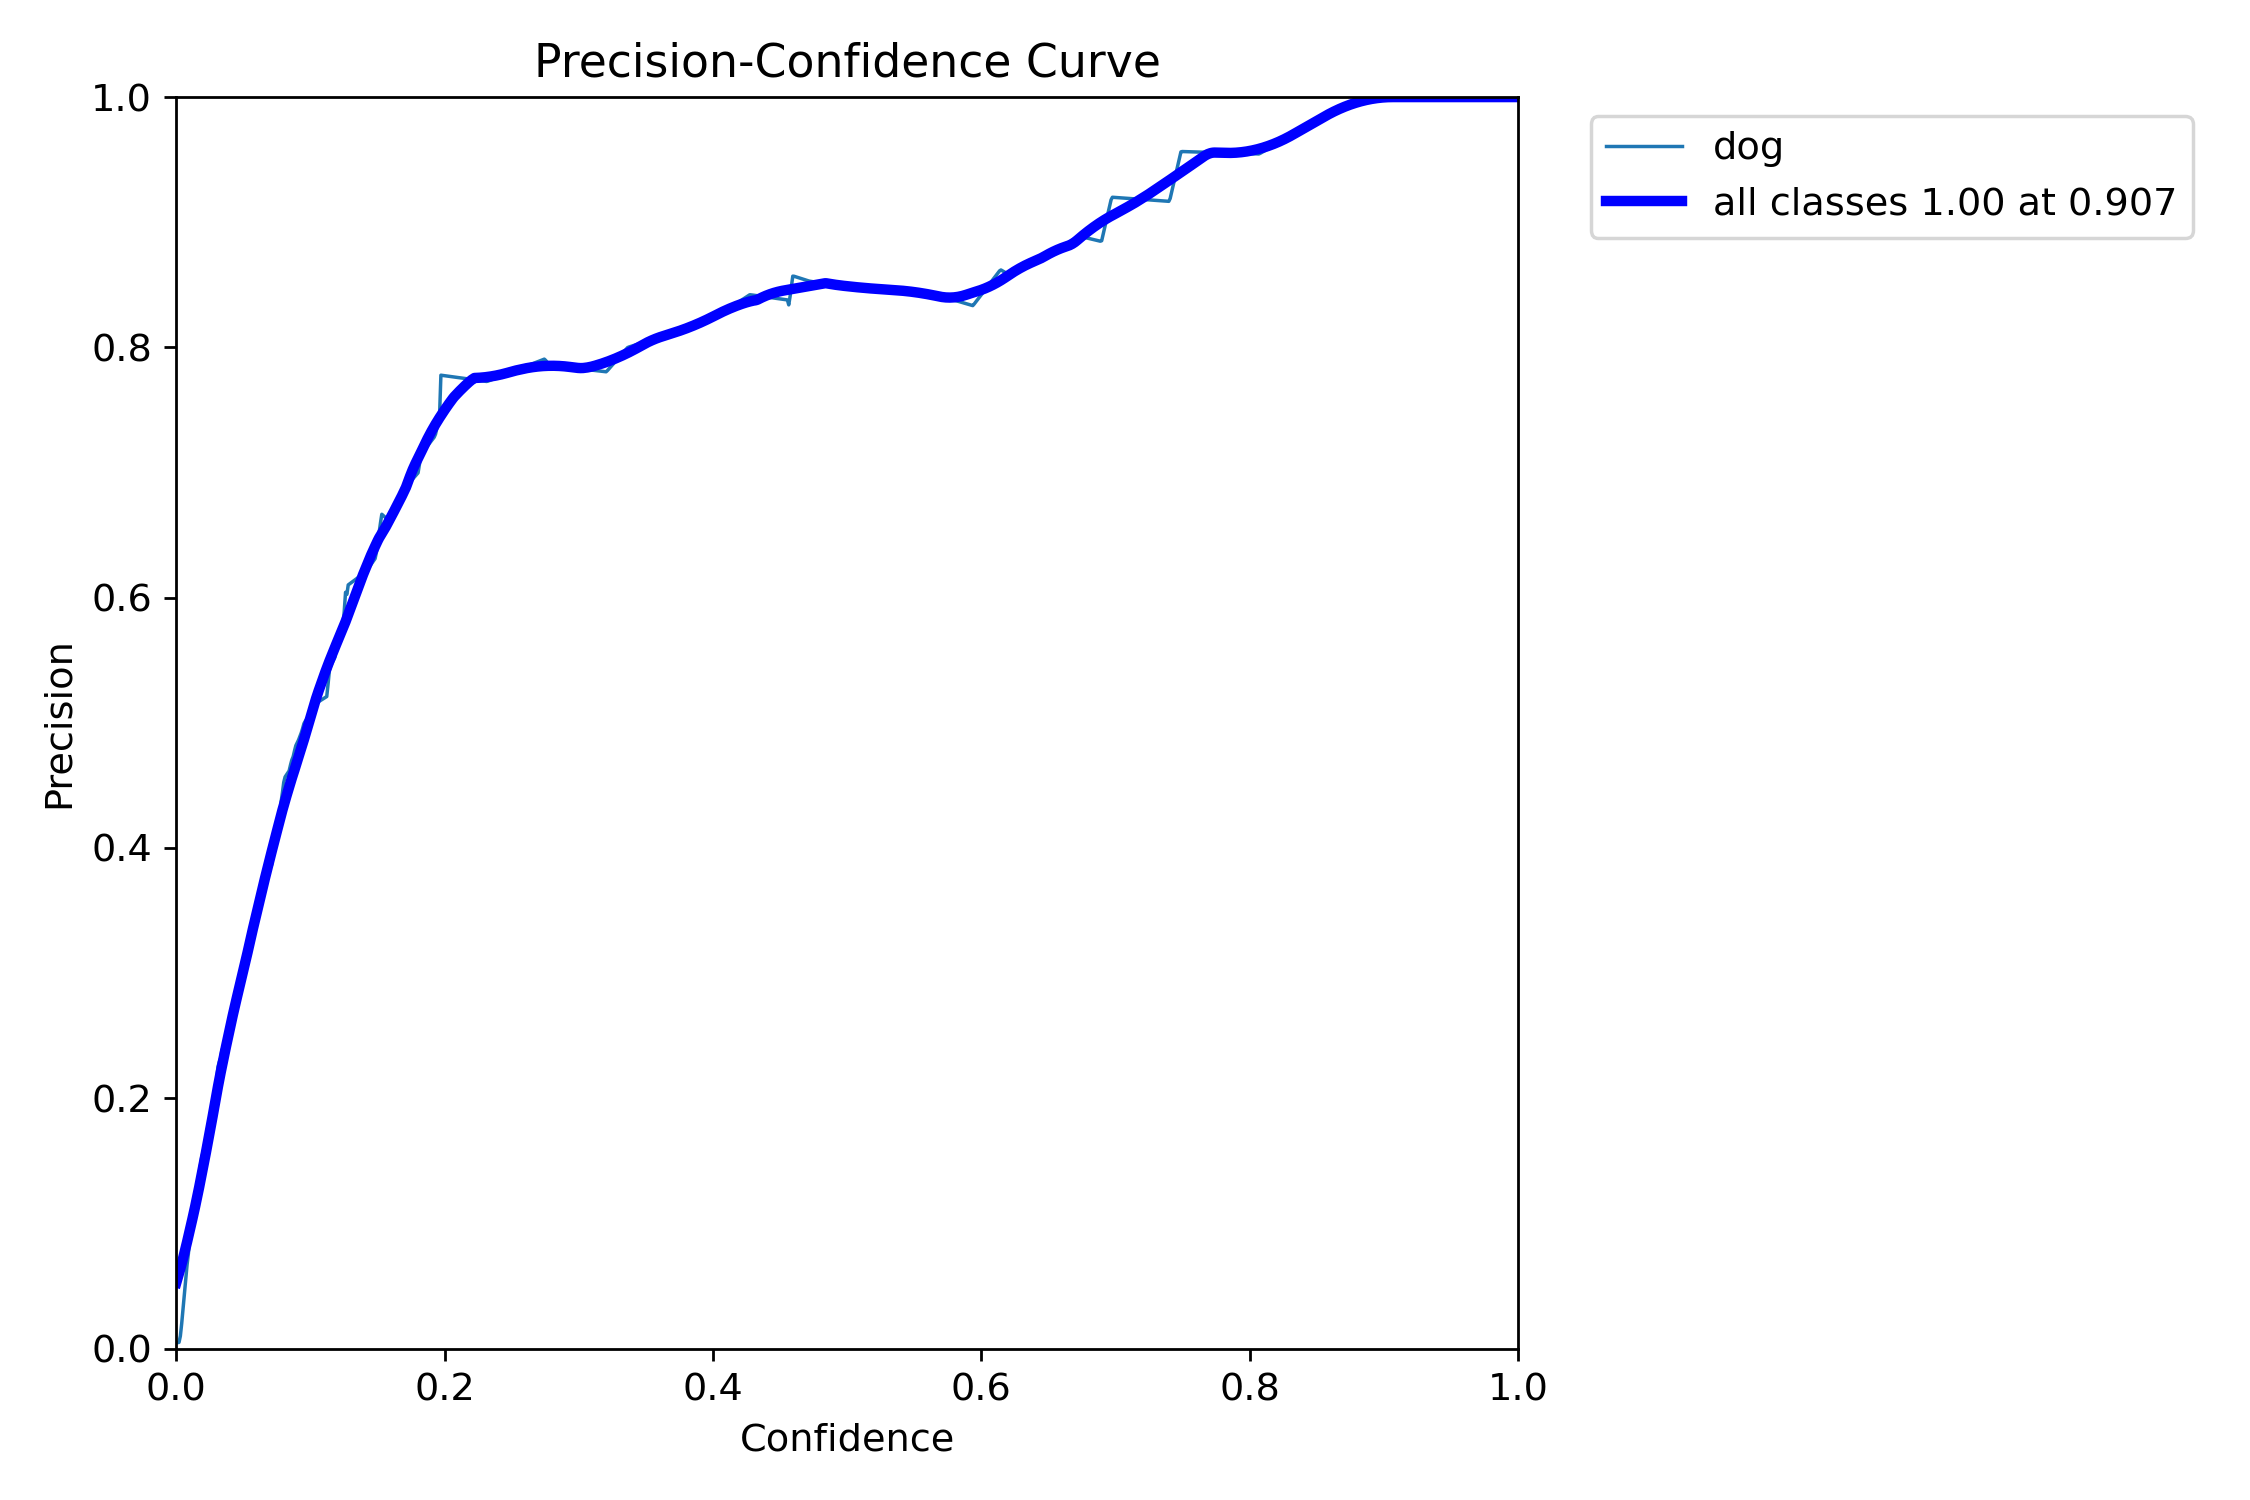 Precision-Confidence Curve
dog
all classes 1.00 at 0.907
1.0
0.8
0.6
0.4
0.2
0.0
Precision
0.0 0.2 0.4 0.6 0.8 1.0
Confidence